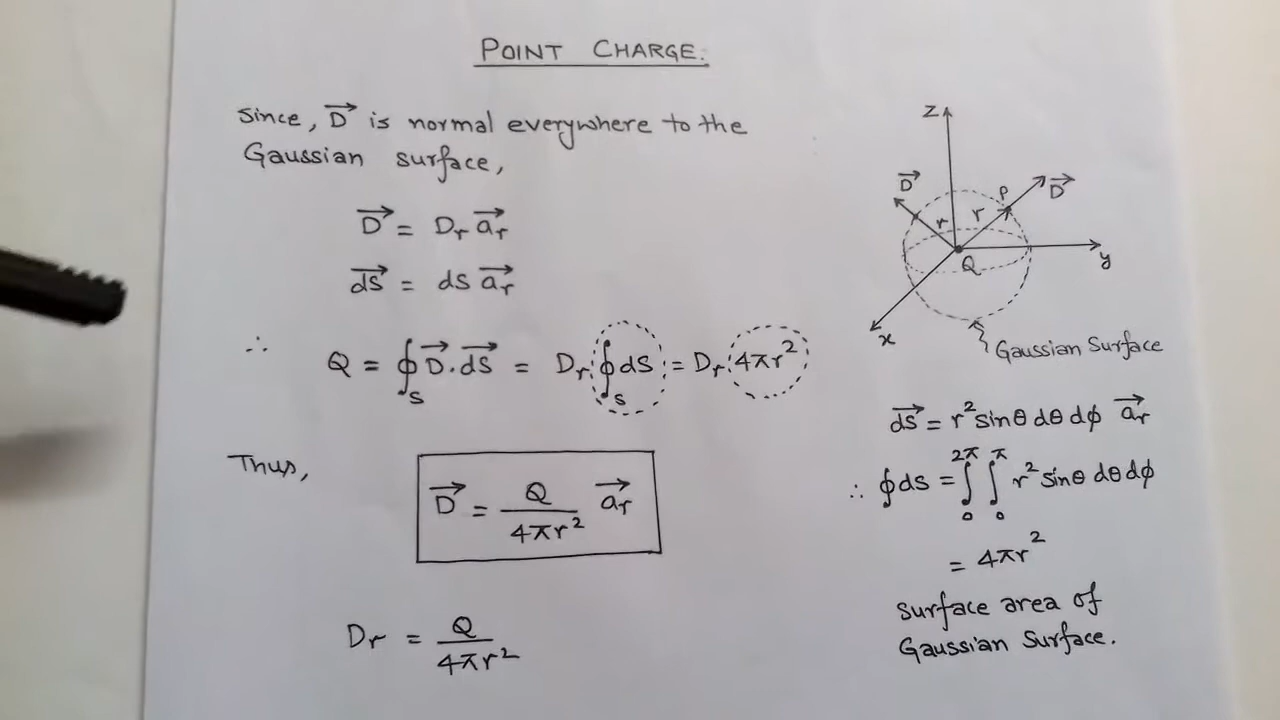 POINT CHARGE.
Since, D⃗ is normal everywhere to the
Gaussian surface,
D⃗ = Dr a⃗r
ds⃗ = ds a⃗r
∴ Q = ∮s D⃗ . ds⃗ = Dr ∮s ds = Dr 4πr²
Thus,
D⃗ = Q / 4πr² a⃗r
Dr = Q / 4πr²
Z
D⃗
r
r
P
D⃗
Q
y
x
Gaussian Surface
ds⃗ = r² sinθ dθ dϕ a⃗r
∴ ∮ds = ∫₀^2π ∫₀^π r² sinθ dθ dϕ
= 4πr²
surface area of
Gaussian Surface.